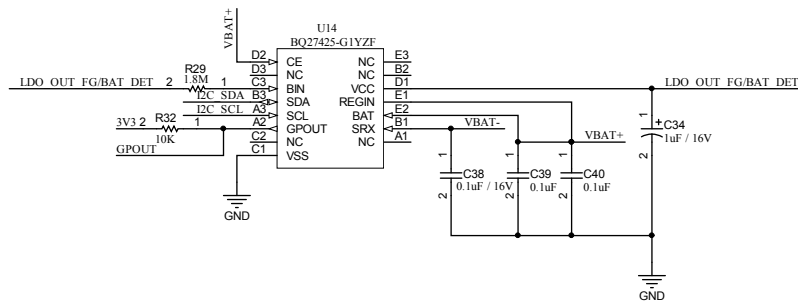 U14
BQ27425-G1YZF
VBAT+
D2 CE NC E3
D3 NC NC B2
LDO_OUT_FG/BAT_DET 2 R29 1.8M 1 C3 BIN VCC D1 LDO_OUT_FG/BAT_DET
I2C_SDA B3 SDA REGIN E1
I2C_SCL A3 SCL BAT E2
3V3 2 R32 10K 1 A2 GPOUT SRX B1 VBAT-
GPOUT
C2 NC NC A1 VBAT+
C1 VSS
1 + C34
1uF / 16V
2
1 C38
0.1uF / 16V
2
1 C39
0.1uF
2
1 C40
0.1uF
2
GND
GND